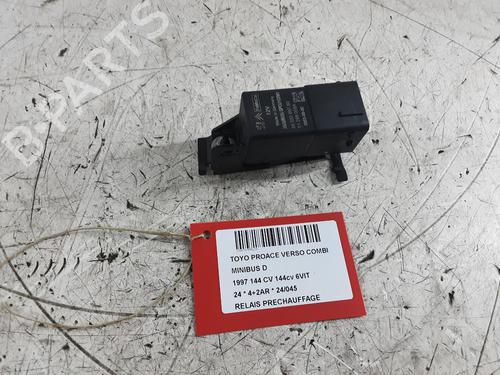 B-PARTS
12V
TOYO PROACE VERSO COMBI
MINIBUS D
1997 144 CV 144cv 6VIT
24 * 4+2AR * 24/045
RELAIS PRECHAUFFAGE